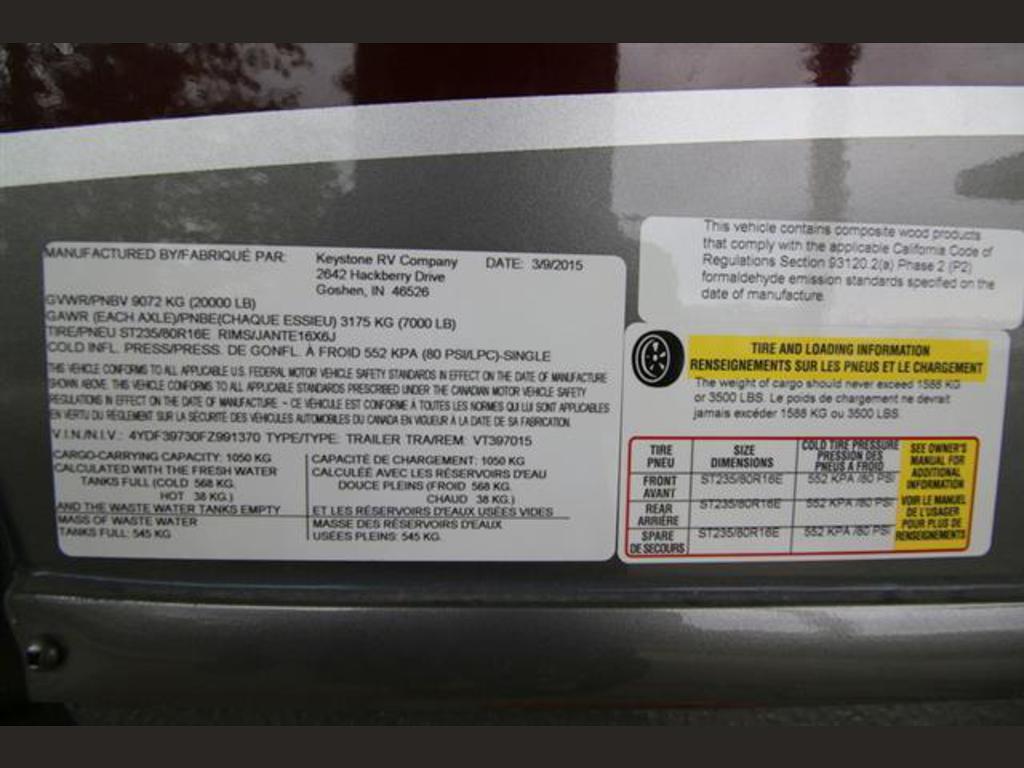 MANUFACTURED BY/FABRIQUÉ PAR:
Keystone RV Company
2642 Hackberry Drive
Goshen, IN 46526
DATE: 3/9/2015
GVWR/PNBV 9072 KG (20000 LB)
GAWR (EACH AXLE)/PNBE(CHAQUE ESSIEU) 3175 KG (7000 LB)
TIRE/PNEU ST235/80R16E RIMS/JANTE16X6J
COLD INFL. PRESS/PRESS. DE GONFL. À FROID 552 KPA (80 PSI/LPC)-SINGLE
THIS VEHICLE CONFORMS TO ALL APPLICABLE U.S. FEDERAL MOTOR VEHICLE SAFETY STANDARDS IN EFFECT ON THE DATE OF MANUFACTURE
SHOWN ABOVE. THIS VEHICLE CONFORMS TO ALL APPLICABLE STANDARDS PRESCRIBED UNDER THE CANADIAN MOTOR VEHICLE SAFETY
REGULATIONS IN EFFECT ON THE DATE OF MANUFACTURE - CE VÉHICULE EST CONFORME À TOUTES LES NORMES QUI LUI SONT APPLICABLES
EN VERTU DU RÈGLEMENT SUR LA SÉCURITÉ DES VÉHICULES AUTOMOBILES DU CANADA EN VIGUEUR À LA DATE DE SA FABRICATION.
V.I.N./N.I.V.: 4YDF39730FZ991370 TYPE/TYPE: TRAILER TRA/REM: VT397015
CARGO-CARRYING CAPACITY: 1050 KG
CALCULATED WITH THE FRESH WATER
TANKS FULL (COLD 568 KG.
HOT 38 KG.)
AND THE WASTE WATER TANKS EMPTY
MASS OF WASTE WATER
TANKS FULL: 545 KG
CAPACITÉ DE CHARGEMENT: 1050 KG
CALCULÉE AVEC LES RÉSERVOIRS D'EAU
DOUCE PLEINS (FROID 568 KG.
CHAUD 38 KG.)
ET LES RÉSERVOIRS D'EAUX USÉES VIDES
MASSE DES RÉSERVOIRS D'EAUX
USÉES PLEINS: 545 KG.
This vehicle contains composite wood products
that comply with the applicable California Code of
Regulations Section 93120.2(a) Phase 2 (P2)
formaldehyde emission standards specified on the
date of manufacture.
TIRE AND LOADING INFORMATION
RENSEIGNEMENTS SUR LES PNEUS ET LE CHARGEMENT
The weight of cargo should never exceed 1588 KG
or 3500 LBS. Le poids de chargement ne devrait
jamais excéder 1588 KG ou 3500 LBS.
TIRE
PNEU
SIZE
DIMENSIONS
COLD TIRE PRESSURE
PRESSION DES
PNEUS A FROID
FRONT
AVANT
ST235/80R16E
552 KPA /80 PSI
REAR
ARRIÈRE
ST235/80R16E
552 KPA /80 PSI
SPARE
DE SECOURS
ST235/80R16E
552 KPA /80 PSI
SEE OWNER'S
MANUAL FOR
ADDITIONAL
INFORMATION
VOIR LE MANUEL
DE L'USAGER
POUR PLUS DE
RENSEIGNEMENTS